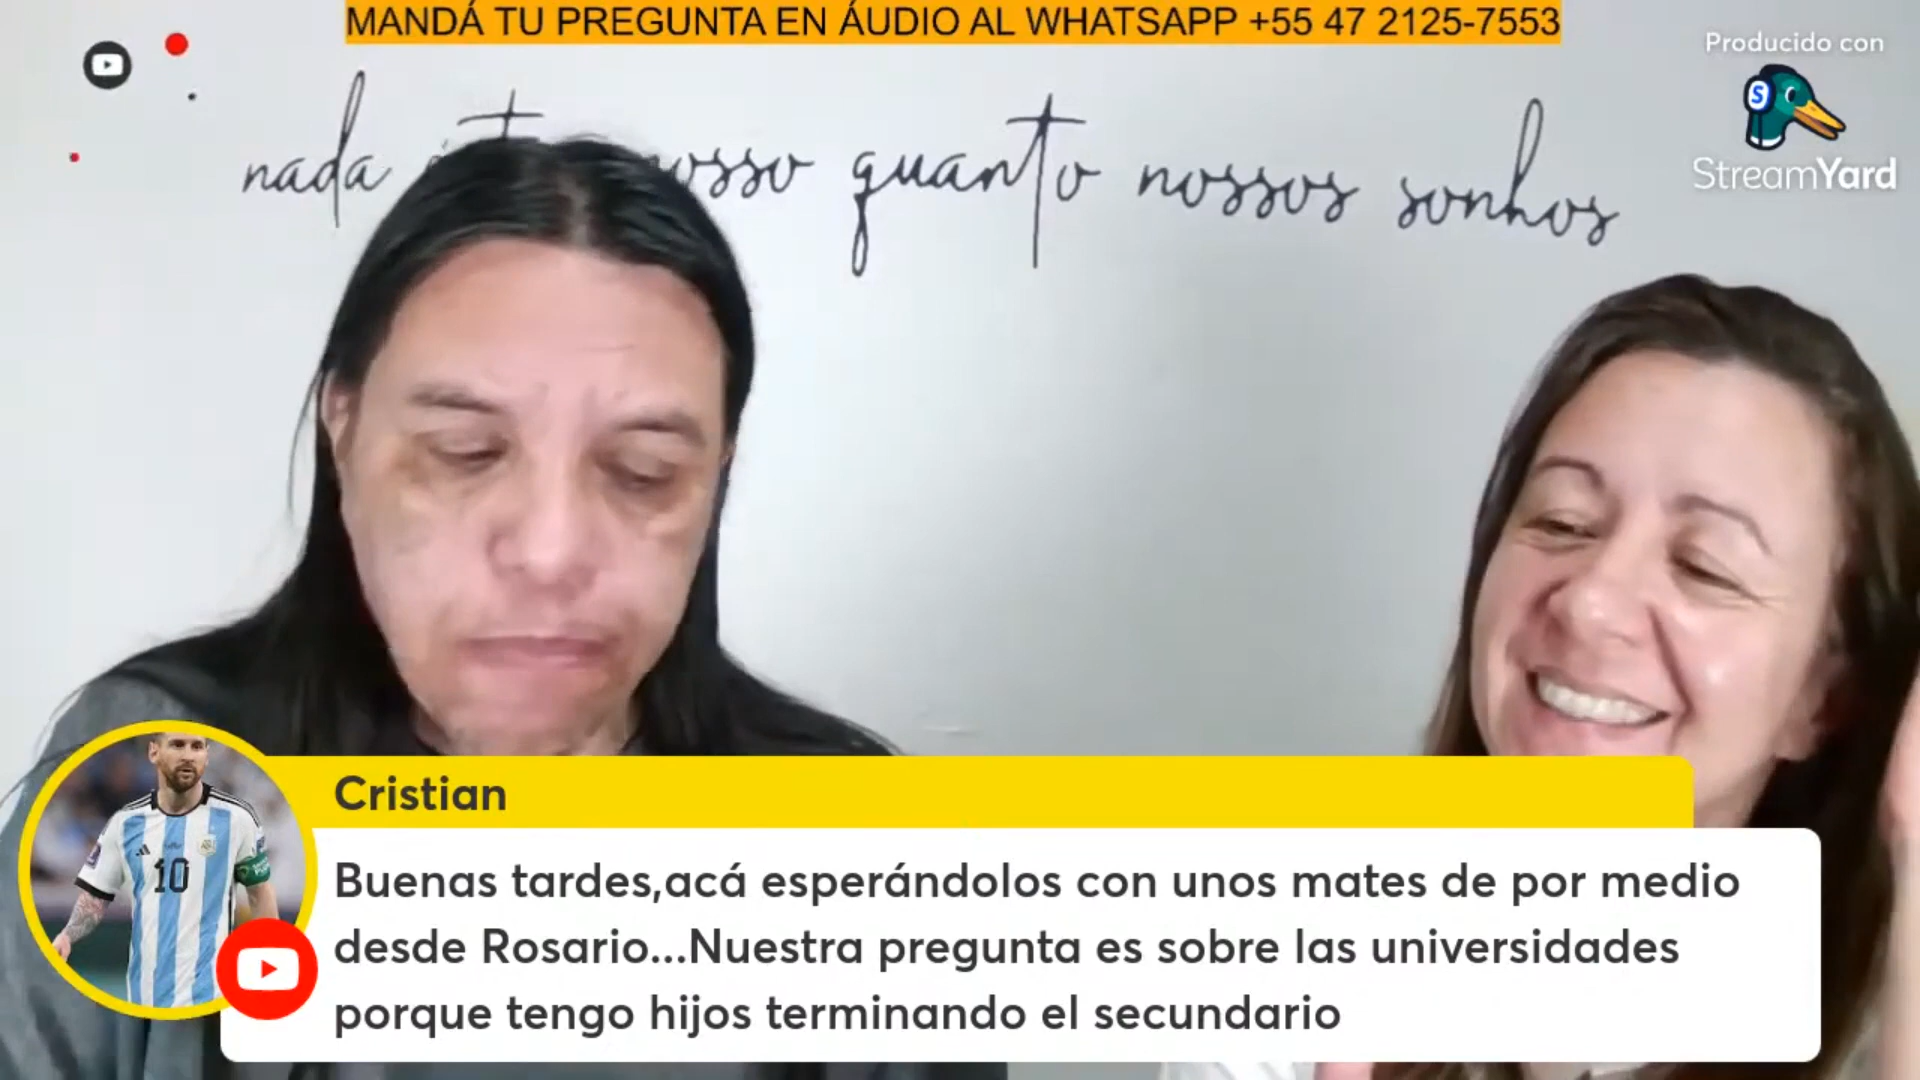 MANDÁ TU PREGUNTA EN ÁUDIO AL WHATSAPP +55 47 2125-7553
Producido con
S
StreamYard
nada é t nosso quanto nossos sonhos
10
Cristian
Buenas tardes,acá esperándolos con unos mates de por medio
desde Rosario...Nuestra pregunta es sobre las universidades
porque tengo hijos terminando el secundario